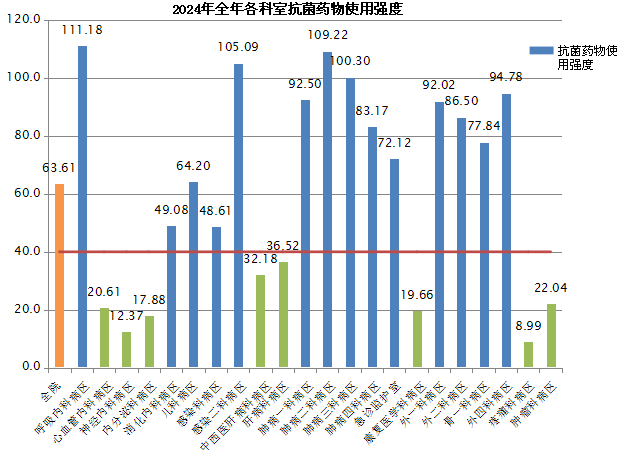 2024年全年各科室抗菌药物使用强度
120.0
100.0
80.0
60.0
40.0
20.0
0.0
63.61
111.18
20.61
12.37
17.88
49.08
64.20
48.61
105.09
32.18
36.52
92.50
109.22
100.30
83.17
72.12
19.66
92.02
86.50
77.84
94.78
8.99
22.04
抗菌药物使
用强度
全院
呼吸内科病区
心血管内科病区
神经内科病区
内分泌科病区
消化内科病区
儿科病区
感染科病区
感染二科病区
中西医肝病科病区
肝病科病区
肺病一科病区
肺病二科病区
肺病三科病区
肺病四科病区
急诊监护室
康复医学科病区
外一科病区
外二科病区
骨二科病区
外四科病区
疼痛科病区
肿瘤科病区